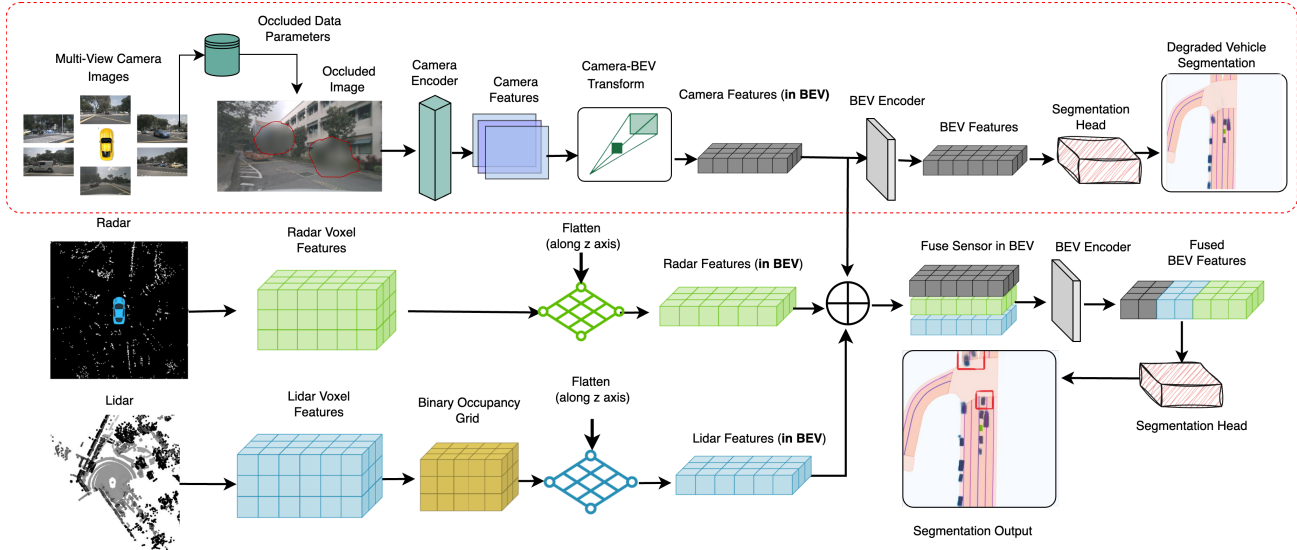 Occluded Data
Parameters
Multi-View Camera
Images
Occluded
Image
Camera
Encoder
Camera
Features
Camera-BEV
Transform
Camera Features (in BEV)
BEV Encoder
BEV Features
Segmentation
Head
Degraded Vehicle
Segmentation
Radar
Radar Voxel
Features
Flatten
(along z axis)
Radar Features (in BEV)
Fuse Sensor in BEV
BEV Encoder
Fused
BEV Features
Lidar
Lidar Voxel
Features
Binary Occupancy
Grid
Flatten
(along z axis)
Lidar Features (in BEV)
Segmentation Head
Segmentation Output